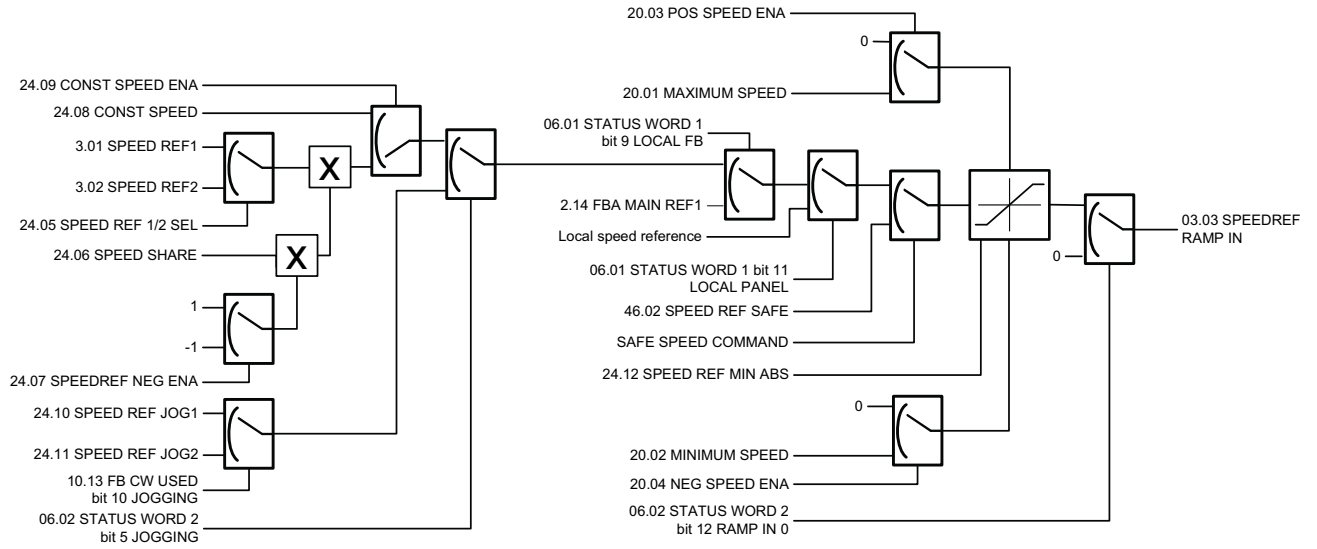 20.03 POS SPEED ENA
0
20.01 MAXIMUM SPEED
24.09 CONST SPEED ENA
24.08 CONST SPEED
3.01 SPEED REF1
X
3.02 SPEED REF2
24.05 SPEED REF 1/2 SEL
24.06 SPEED SHARE
X
1
-1
24.07 SPEEDREF NEG ENA
24.10 SPEED REF JOG1
24.11 SPEED REF JOG2
10.13 FB CW USED
bit 10 JOGGING
06.02 STATUS WORD 2
bit 5 JOGGING
06.01 STATUS WORD 1
bit 9 LOCAL FB
2.14 FBA MAIN REF1
Local speed reference
06.01 STATUS WORD 1 bit 11
LOCAL PANEL
46.02 SPEED REF SAFE
SAFE SPEED COMMAND
24.12 SPEED REF MIN ABS
0
20.02 MINIMUM SPEED
20.04 NEG SPEED ENA
06.02 STATUS WORD 2
bit 12 RAMP IN 0
0
03.03 SPEEDREF
RAMP IN